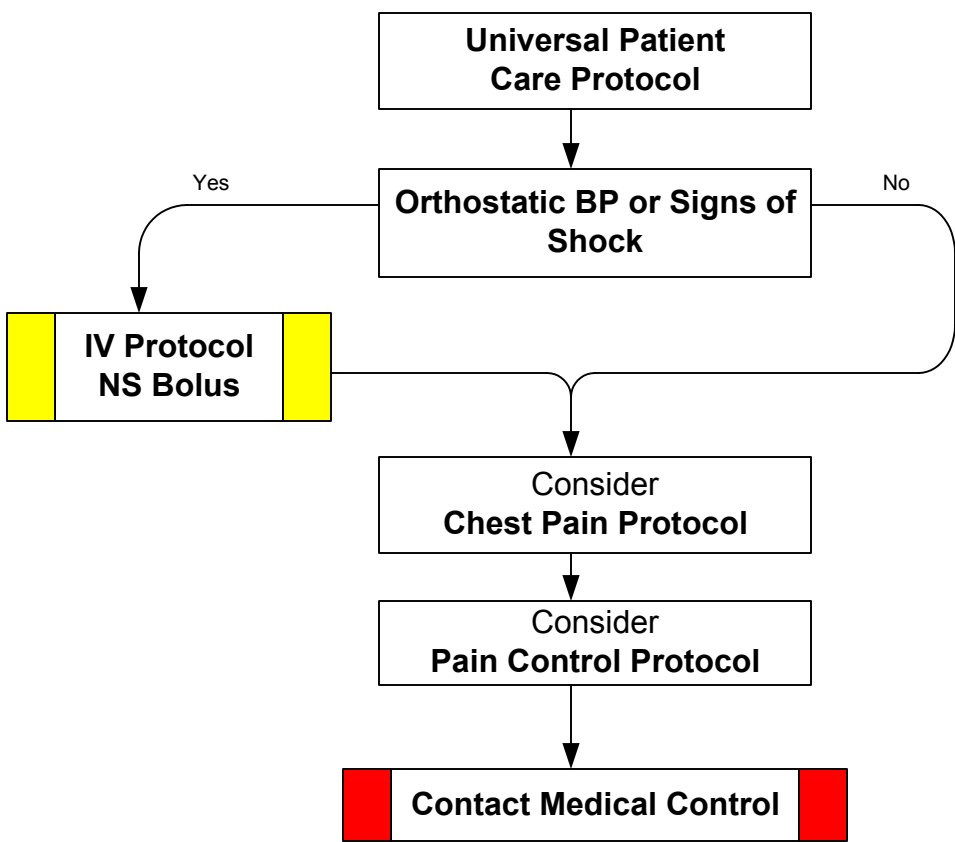 Universal Patient
Care Protocol
Yes
No
Orthostatic BP or Signs of
Shock
IV Protocol
NS Bolus
Consider
Chest Pain Protocol
Consider
Pain Control Protocol
Contact Medical Control